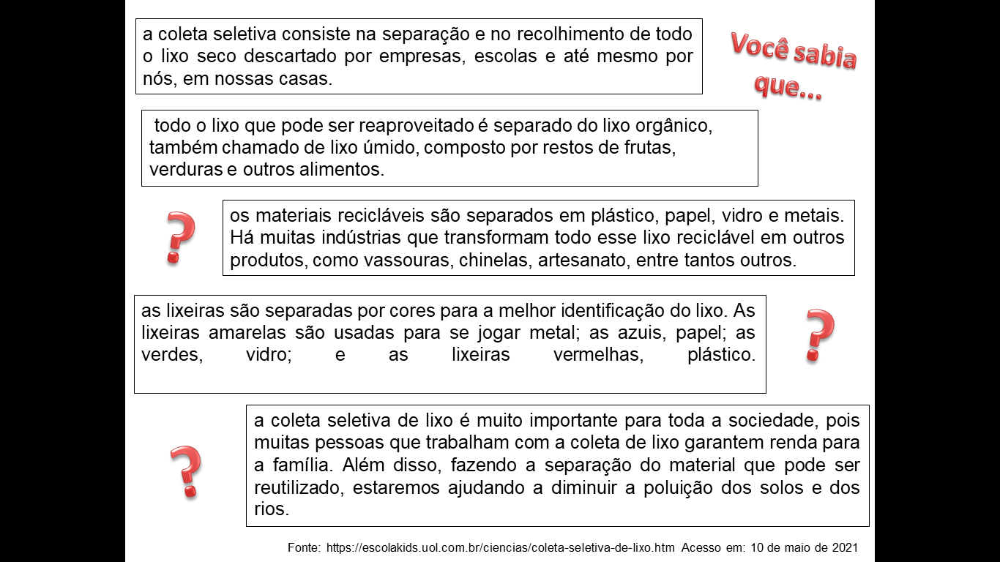 a coleta seletiva consiste na separação e no recolhimento de todo
o lixo seco descartado por empresas, escolas e até mesmo por
nós, em nossas casas.
Você sabia
que...
todo o lixo que pode ser reaproveitado é separado do lixo orgânico,
também chamado de lixo úmido, composto por restos de frutas,
verduras e outros alimentos.
?
os materiais recicláveis são separados em plástico, papel, vidro e metais.
Há muitas indústrias que transformam todo esse lixo reciclável em outros
produtos, como vassouras, chinelas, artesanato, entre tantos outros.
as lixeiras são separadas por cores para a melhor identificação do lixo. As
lixeiras amarelas são usadas para se jogar metal; as azuis, papel; as
verdes, vidro; e as lixeiras vermelhas, plástico.
?
?
a coleta seletiva de lixo é muito importante para toda a sociedade, pois
muitas pessoas que trabalham com a coleta de lixo garantem renda para
a família. Além disso, fazendo a separação do material que pode ser
reutilizado, estaremos ajudando a diminuir a poluição dos solos e dos
rios.
Fonte: https://escolakids.uol.com.br/ciencias/coleta-seletiva-de-lixo.htm Acesso em: 10 de maio de 2021